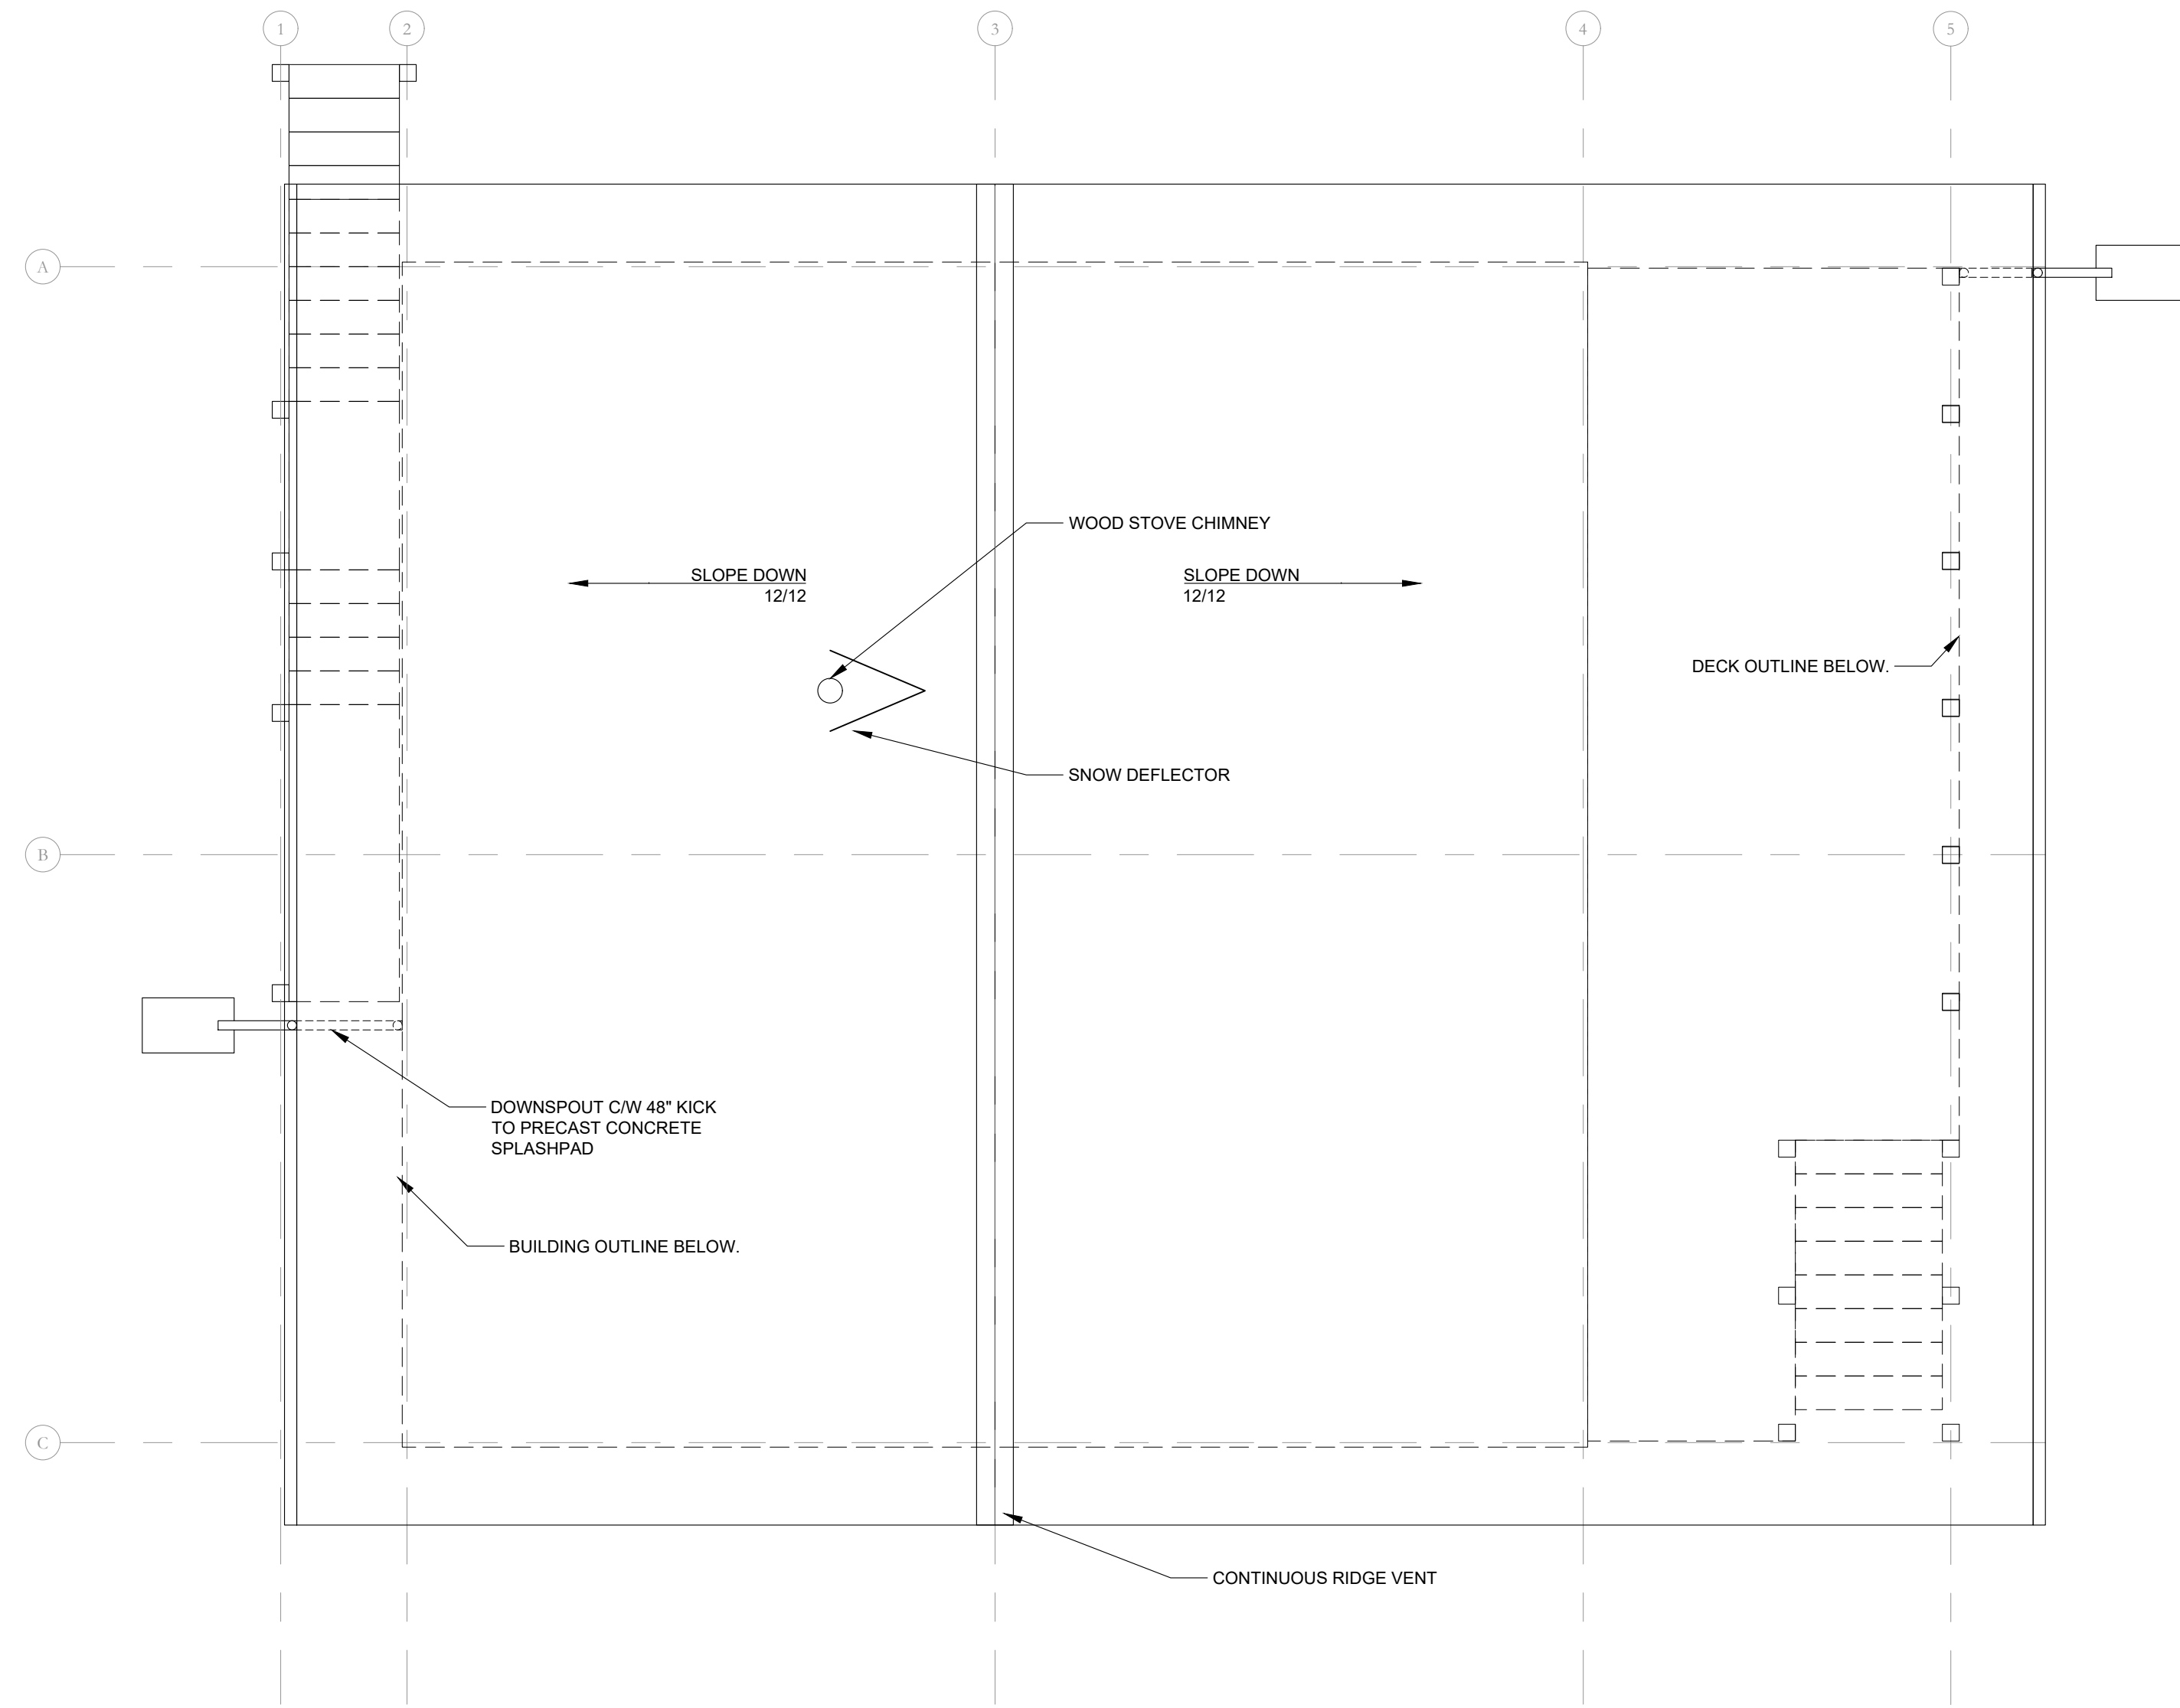 1
2
3
4
5
A
WOOD STOVE CHIMNEY
SLOPE DOWN
12/12
SLOPE DOWN
12/12
DECK OUTLINE BELOW.
SNOW DEFLECTOR
B
DOWNSPOUT C/W 48" KICK
TO PRECAST CONCRETE
SPLASHPAD
BUILDING OUTLINE BELOW.
C
CONTINUOUS RIDGE VENT